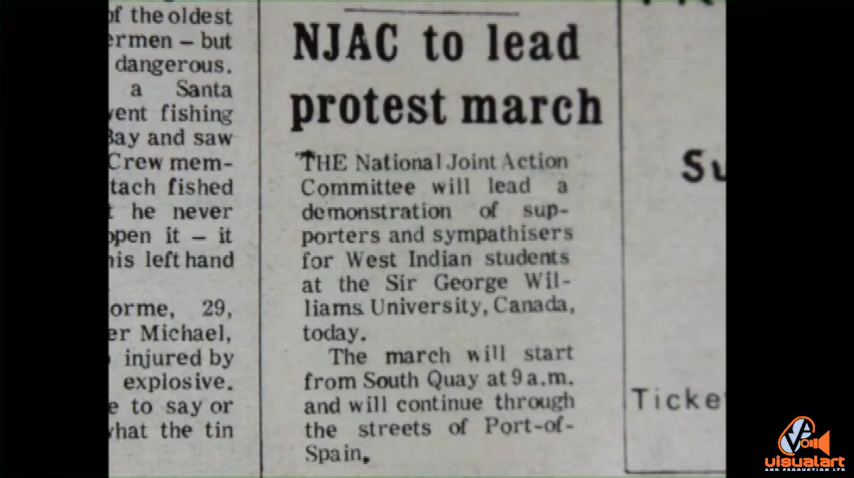 of the oldest
ermen – but
dangerous.
a Santa
vent fishing
Bay and saw
Crew mem-
tach fished
he never
open it – it
his left hand
orme, 29,
er Michael,
injured by
explosive.
e to say or
what the tin
NJAC to lead
protest march
THE National Joint Action
Committee will lead a
demonstration of sup-
porters and sympathisers
for West Indian students
at the Sir George Wil-
liams University, Canada,
today.
The march will start
from South Quay at 9 a.m.
and will continue through
the streets of Port-of-
Spain.
Su
Ticke
visualart
AND PRODUCTION LTD